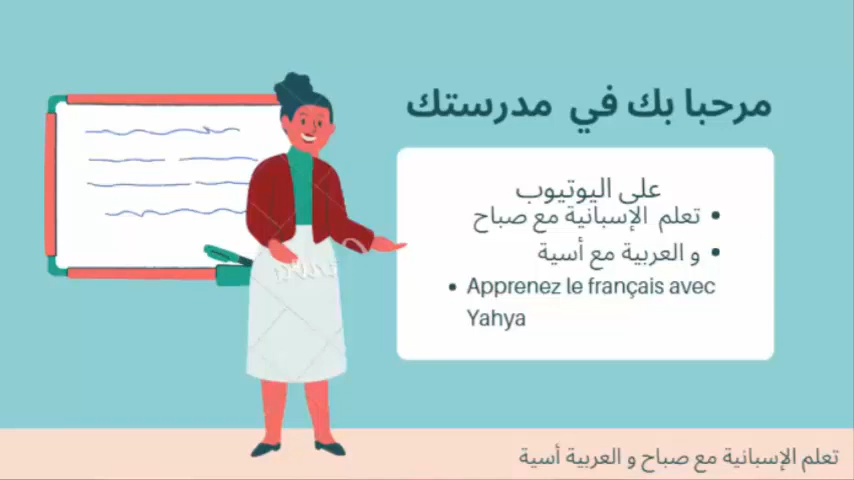 مرحبا بك في مدرستك
على اليوتيوب
تعلم الإسبانية مع صباح
و العربية مع أسية
Apprenez le français avec
Yahya
تعلم الإسبانية مع صباح و العربية أسية